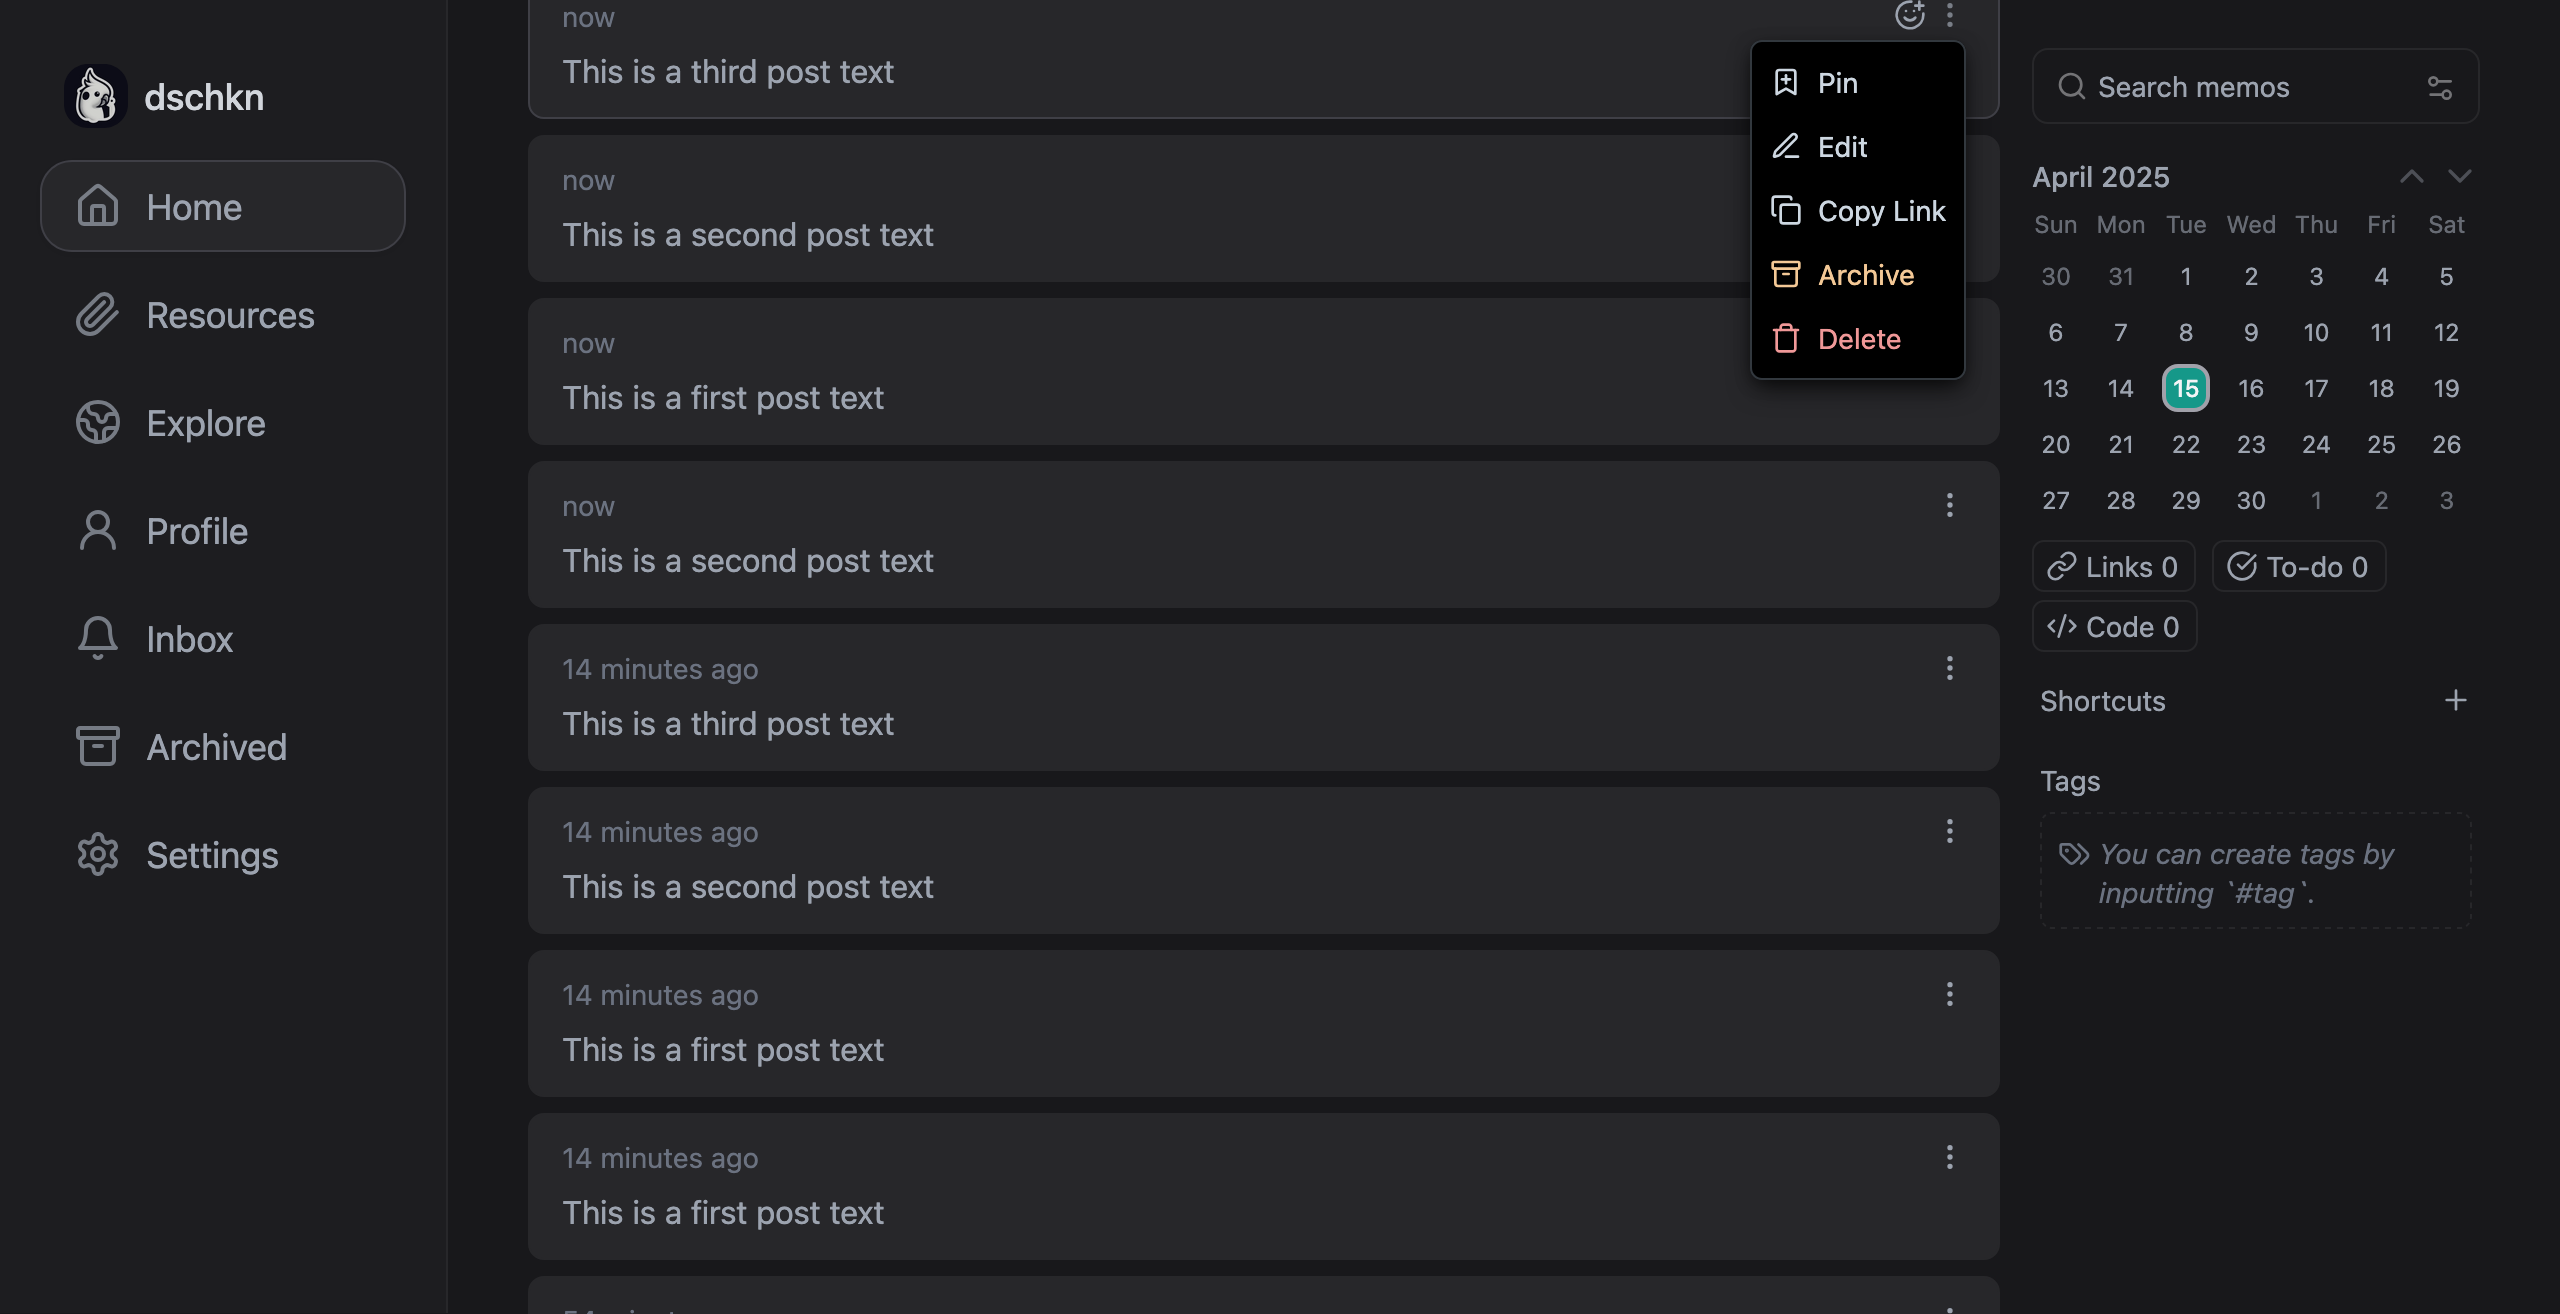 dschkn
Home
Resources
Explore
Profile
Inbox
Archived
Settings
now
This is a third post text
now
This is a second post text
now
This is a first post text
now
This is a second post text
14 minutes ago
This is a third post text
14 minutes ago
This is a second post text
14 minutes ago
This is a first post text
14 minutes ago
This is a first post text
Pin
Edit
Copy Link
Archive
Delete
Search memos
April 2025
Sun Mon Tue Wed Thu Fri Sat
30 31 1 2 3 4 5
6 7 8 9 10 11 12
13 14 15 16 17 18 19
20 21 22 23 24 25 26
27 28 29 30 1 2 3
Links 0 To-do 0
Code 0
Shortcuts
Tags
You can create tags by
inputting `#tag`.